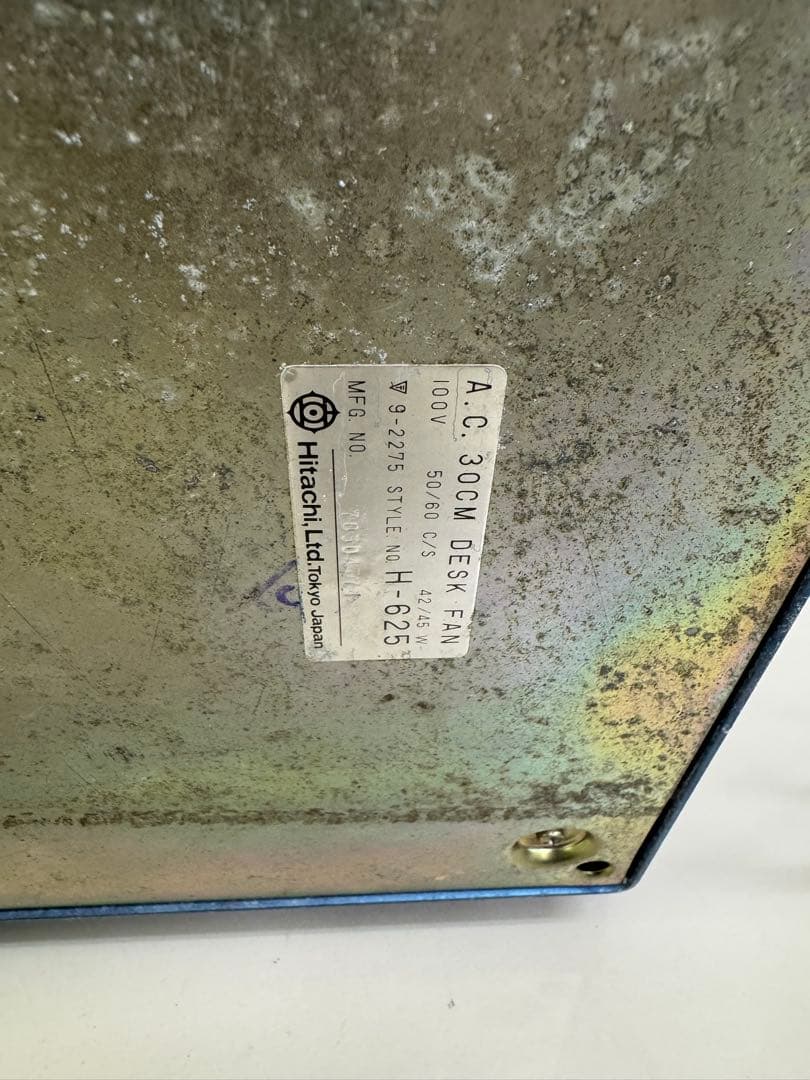 A.C. 30CM DESK FAN
100V 50/60 C/S 42/45 W
9-2275 STYLE NO. H-625
MFG. NO.
Hitachi, Ltd. Tokyo Japan